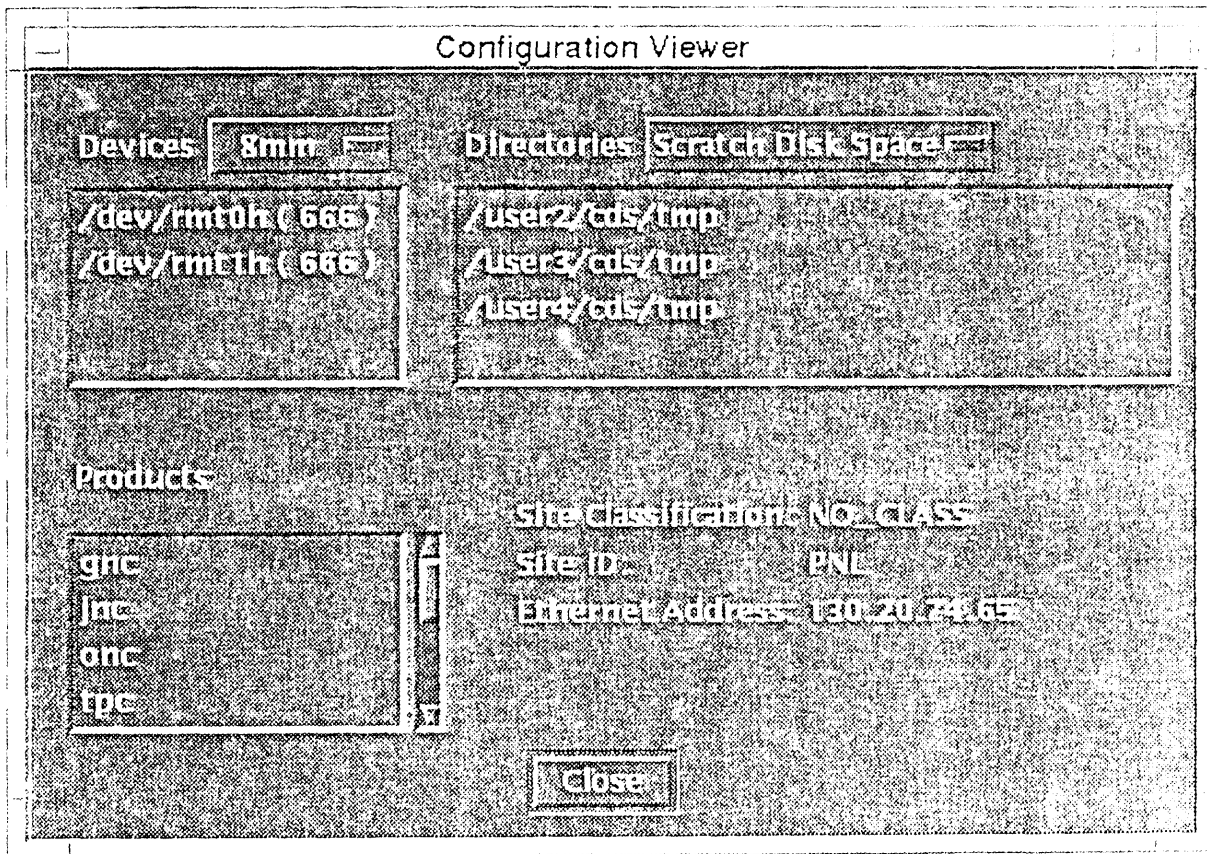 Configuration Viewer
Devices 8mm
/dev/rmt0h ( 666 )
/dev/rmt1h ( 666 )
Directories Scratch Disk Space
/user2/cds/tmp
/user3/cds/tmp
/user4/cds/tmp
Products
gnc
jnc
onc
tpc
Site Classification: NO_CLASS
Site ID: PNL
Ethernet Address: 130.20.74.65
Close